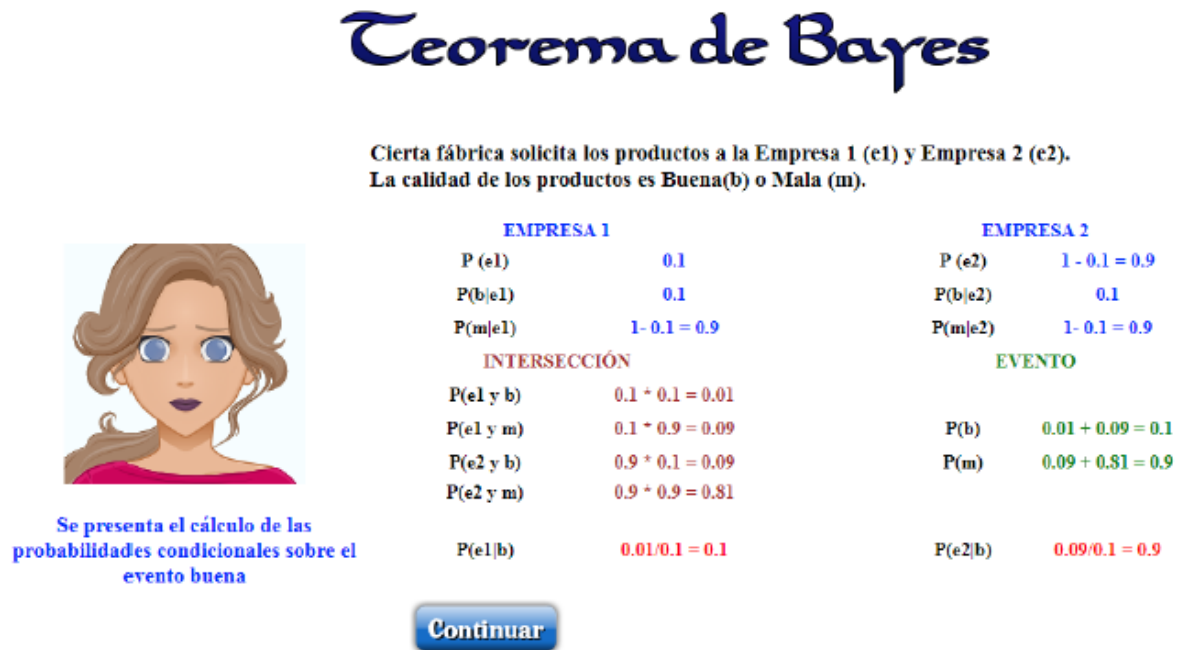 Teorema de Bayes
Cierta fábrica solicita los productos a la Empresa 1 (e1) y Empresa 2 (e2).
La calidad de los productos es Buena(b) o Mala (m).
EMPRESA 1 EMPRESA 2
P (e1) 0.1 P (e2) 1 - 0.1 = 0.9
P(b|e1) 0.1 P(b|e2) 0.1
P(m|e1) 1- 0.1 = 0.9 P(m|e2) 1- 0.1 = 0.9
INTERSECCIÓN EVENTO
P(e1 y b) 0.1 * 0.1 = 0.01
P(e1 y m) 0.1 * 0.9 = 0.09 P(b) 0.01 + 0.09 = 0.1
P(e2 y b) 0.9 * 0.1 = 0.09 P(m) 0.09 + 0.81 = 0.9
P(e2 y m) 0.9 * 0.9 = 0.81
Se presenta el cálculo de las
probabilidades condicionales sobre el
evento buena
P(e1|b) 0.01/0.1 = 0.1 P(e2|b) 0.09/0.1 = 0.9
Continuar